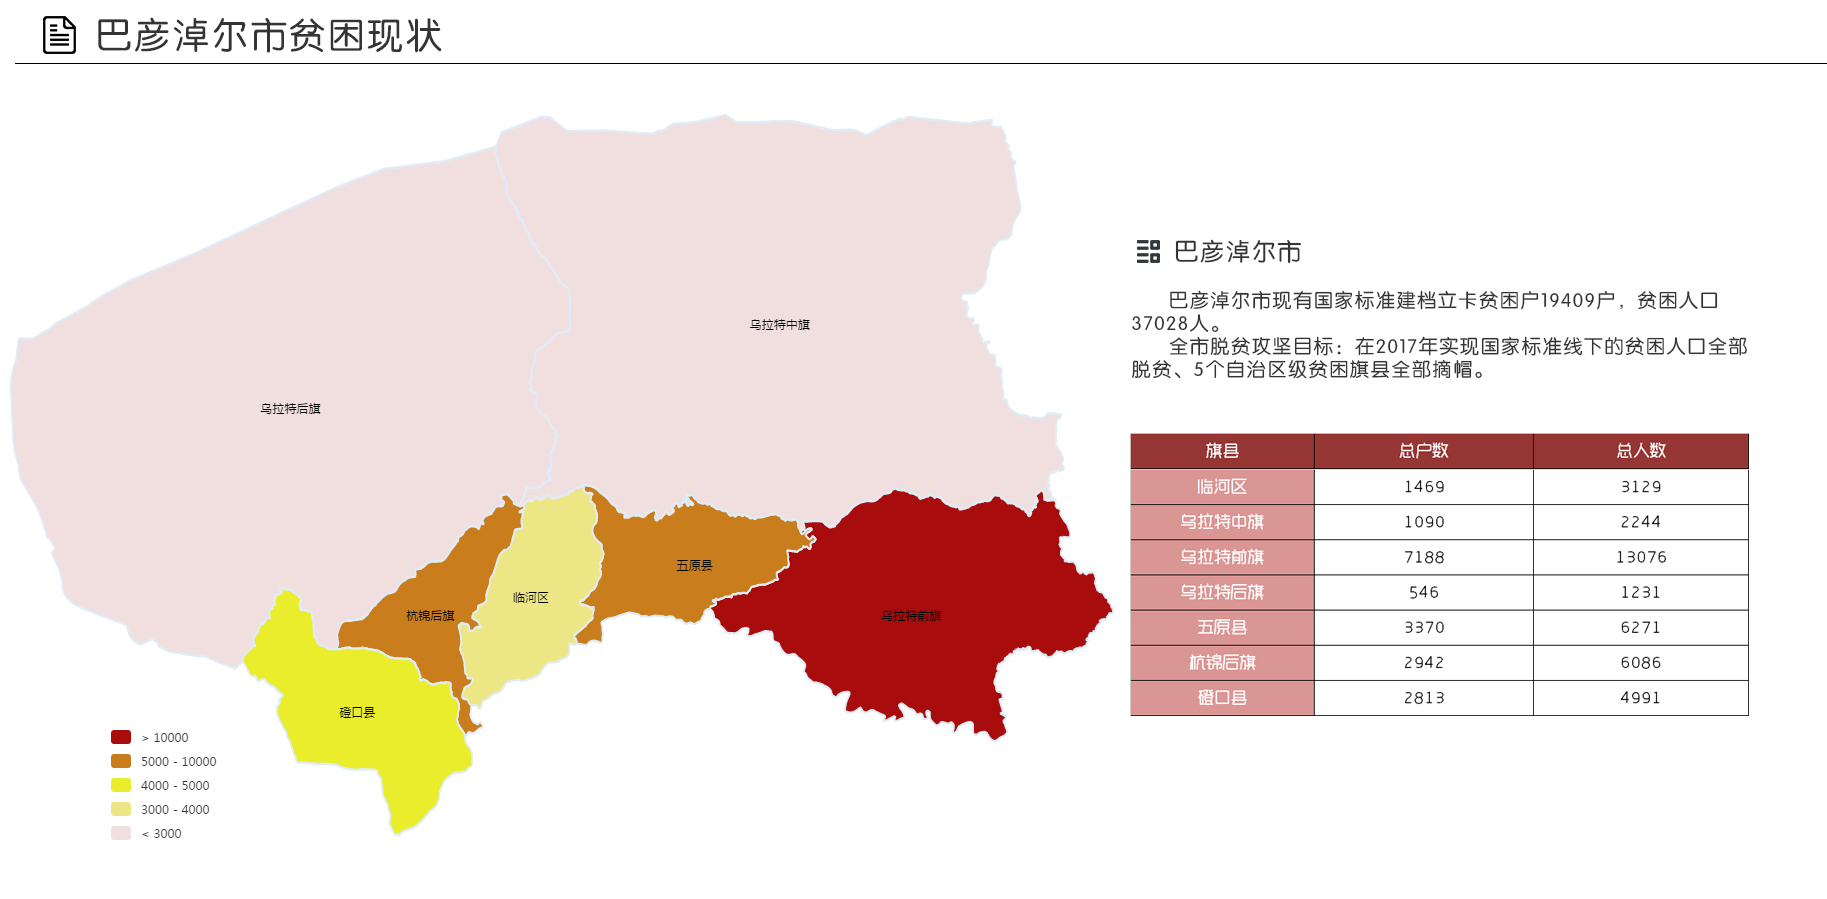 巴彦淖尔市贫困现状
乌拉特中旗
乌拉特后旗
五原县
临河区
杭锦后旗
乌拉特前旗
磴口县
> 10000
5000 - 10000
4000 - 5000
3000 - 4000
< 3000
巴彦淖尔市
巴彦淖尔市现有国家标准建档立卡贫困户19409户，贫困人口
37028人。
全市脱贫攻坚目标：在2017年实现国家标准线下的贫困人口全部
脱贫、5个自治区级贫困旗县全部摘帽。
旗县 总户数 总人数
临河区 1469 3129
乌拉特中旗 1090 2244
乌拉特前旗 7188 13076
乌拉特后旗 546 1231
五原县 3370 6271
杭锦后旗 2942 6086
磴口县 2813 4991